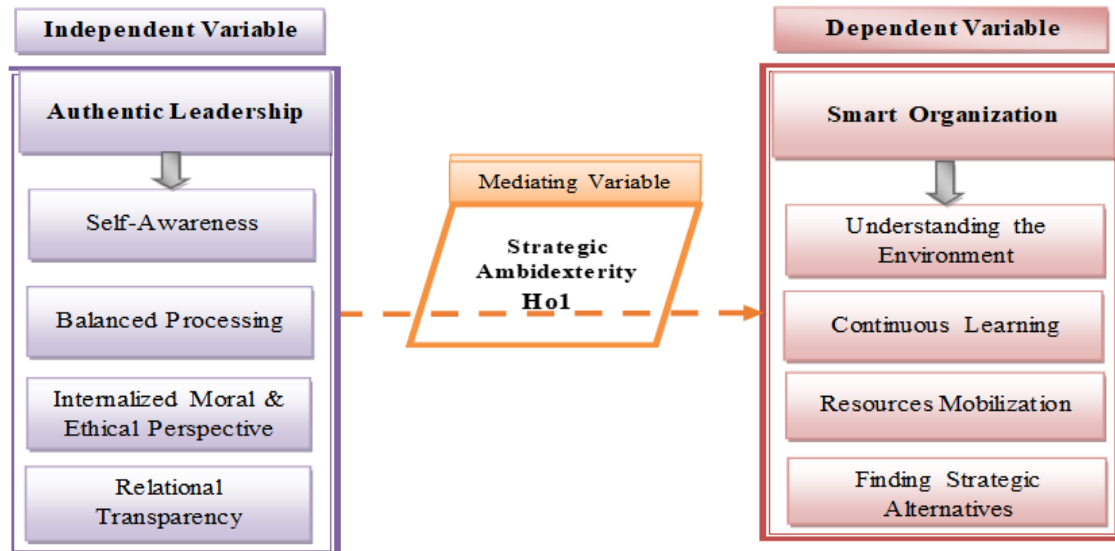 Independent Variable
Authentic Leadership
Self-Awareness
Balanced Processing
Internalized Moral &
Ethical Perspective
Relational
Transparency
Mediating Variable
Strategic
Ambidexterity
Ho1
Dependent Variable
Smart Organization
Understanding the
Environment
Continuous Learning
Resources Mobilization
Finding Strategic
Alternatives